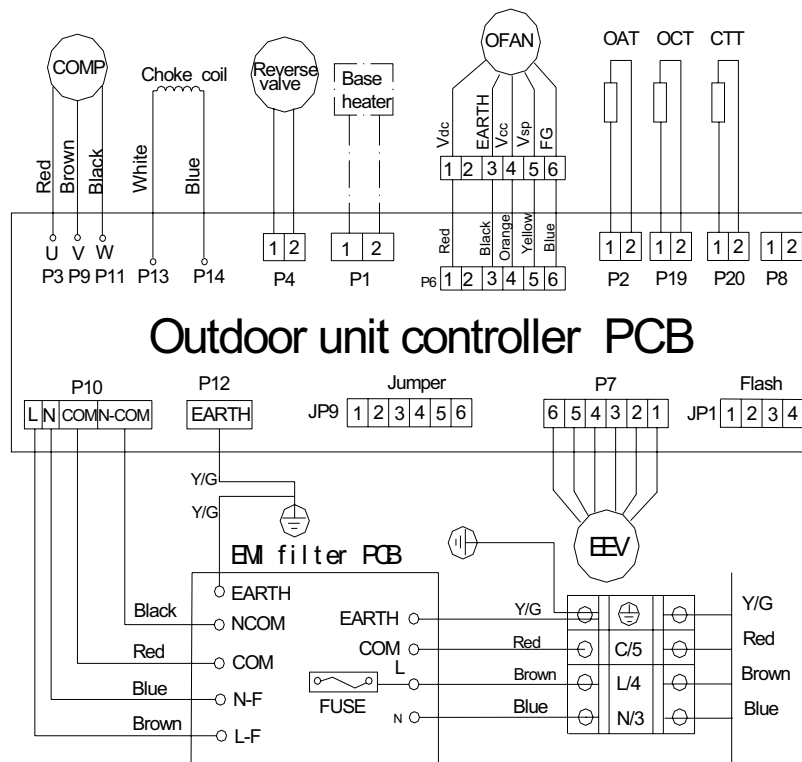 COMP
Choke coil
Reverse
valve
Base
heater
OFAN
OAT
OCT
CTT
Red
Brown
Black
White
Blue
Vdc
EARTH
Vcc
Vsp
FG
1 2 3 4 5 6
Red
Black
Orange
Yellow
Blue
U V W
P3 P9 P11
P13
P14
1 2
P4
1 2
P1
P6 1 2 3 4 5 6
1 2
P2
1 2
P19
1 2
P20
1 2
P8
Outdoor unit controller PCB
P10
L N COM N-COM
P12
EARTH
Jumper
JP9 1 2 3 4 5 6
P7
6 5 4 3 2 1
Flash
JP1 1 2 3 4
Y/G
Y/G
EMI filter PCB
EEV
EARTH
Black
NCOM
Red
COM
Blue
N-F
Brown
L-F
EARTH
COM
L
FUSE
N
Y/G
Red
Brown
Blue
C/5
L/4
N/3
Y/G
Red
Brown
Blue